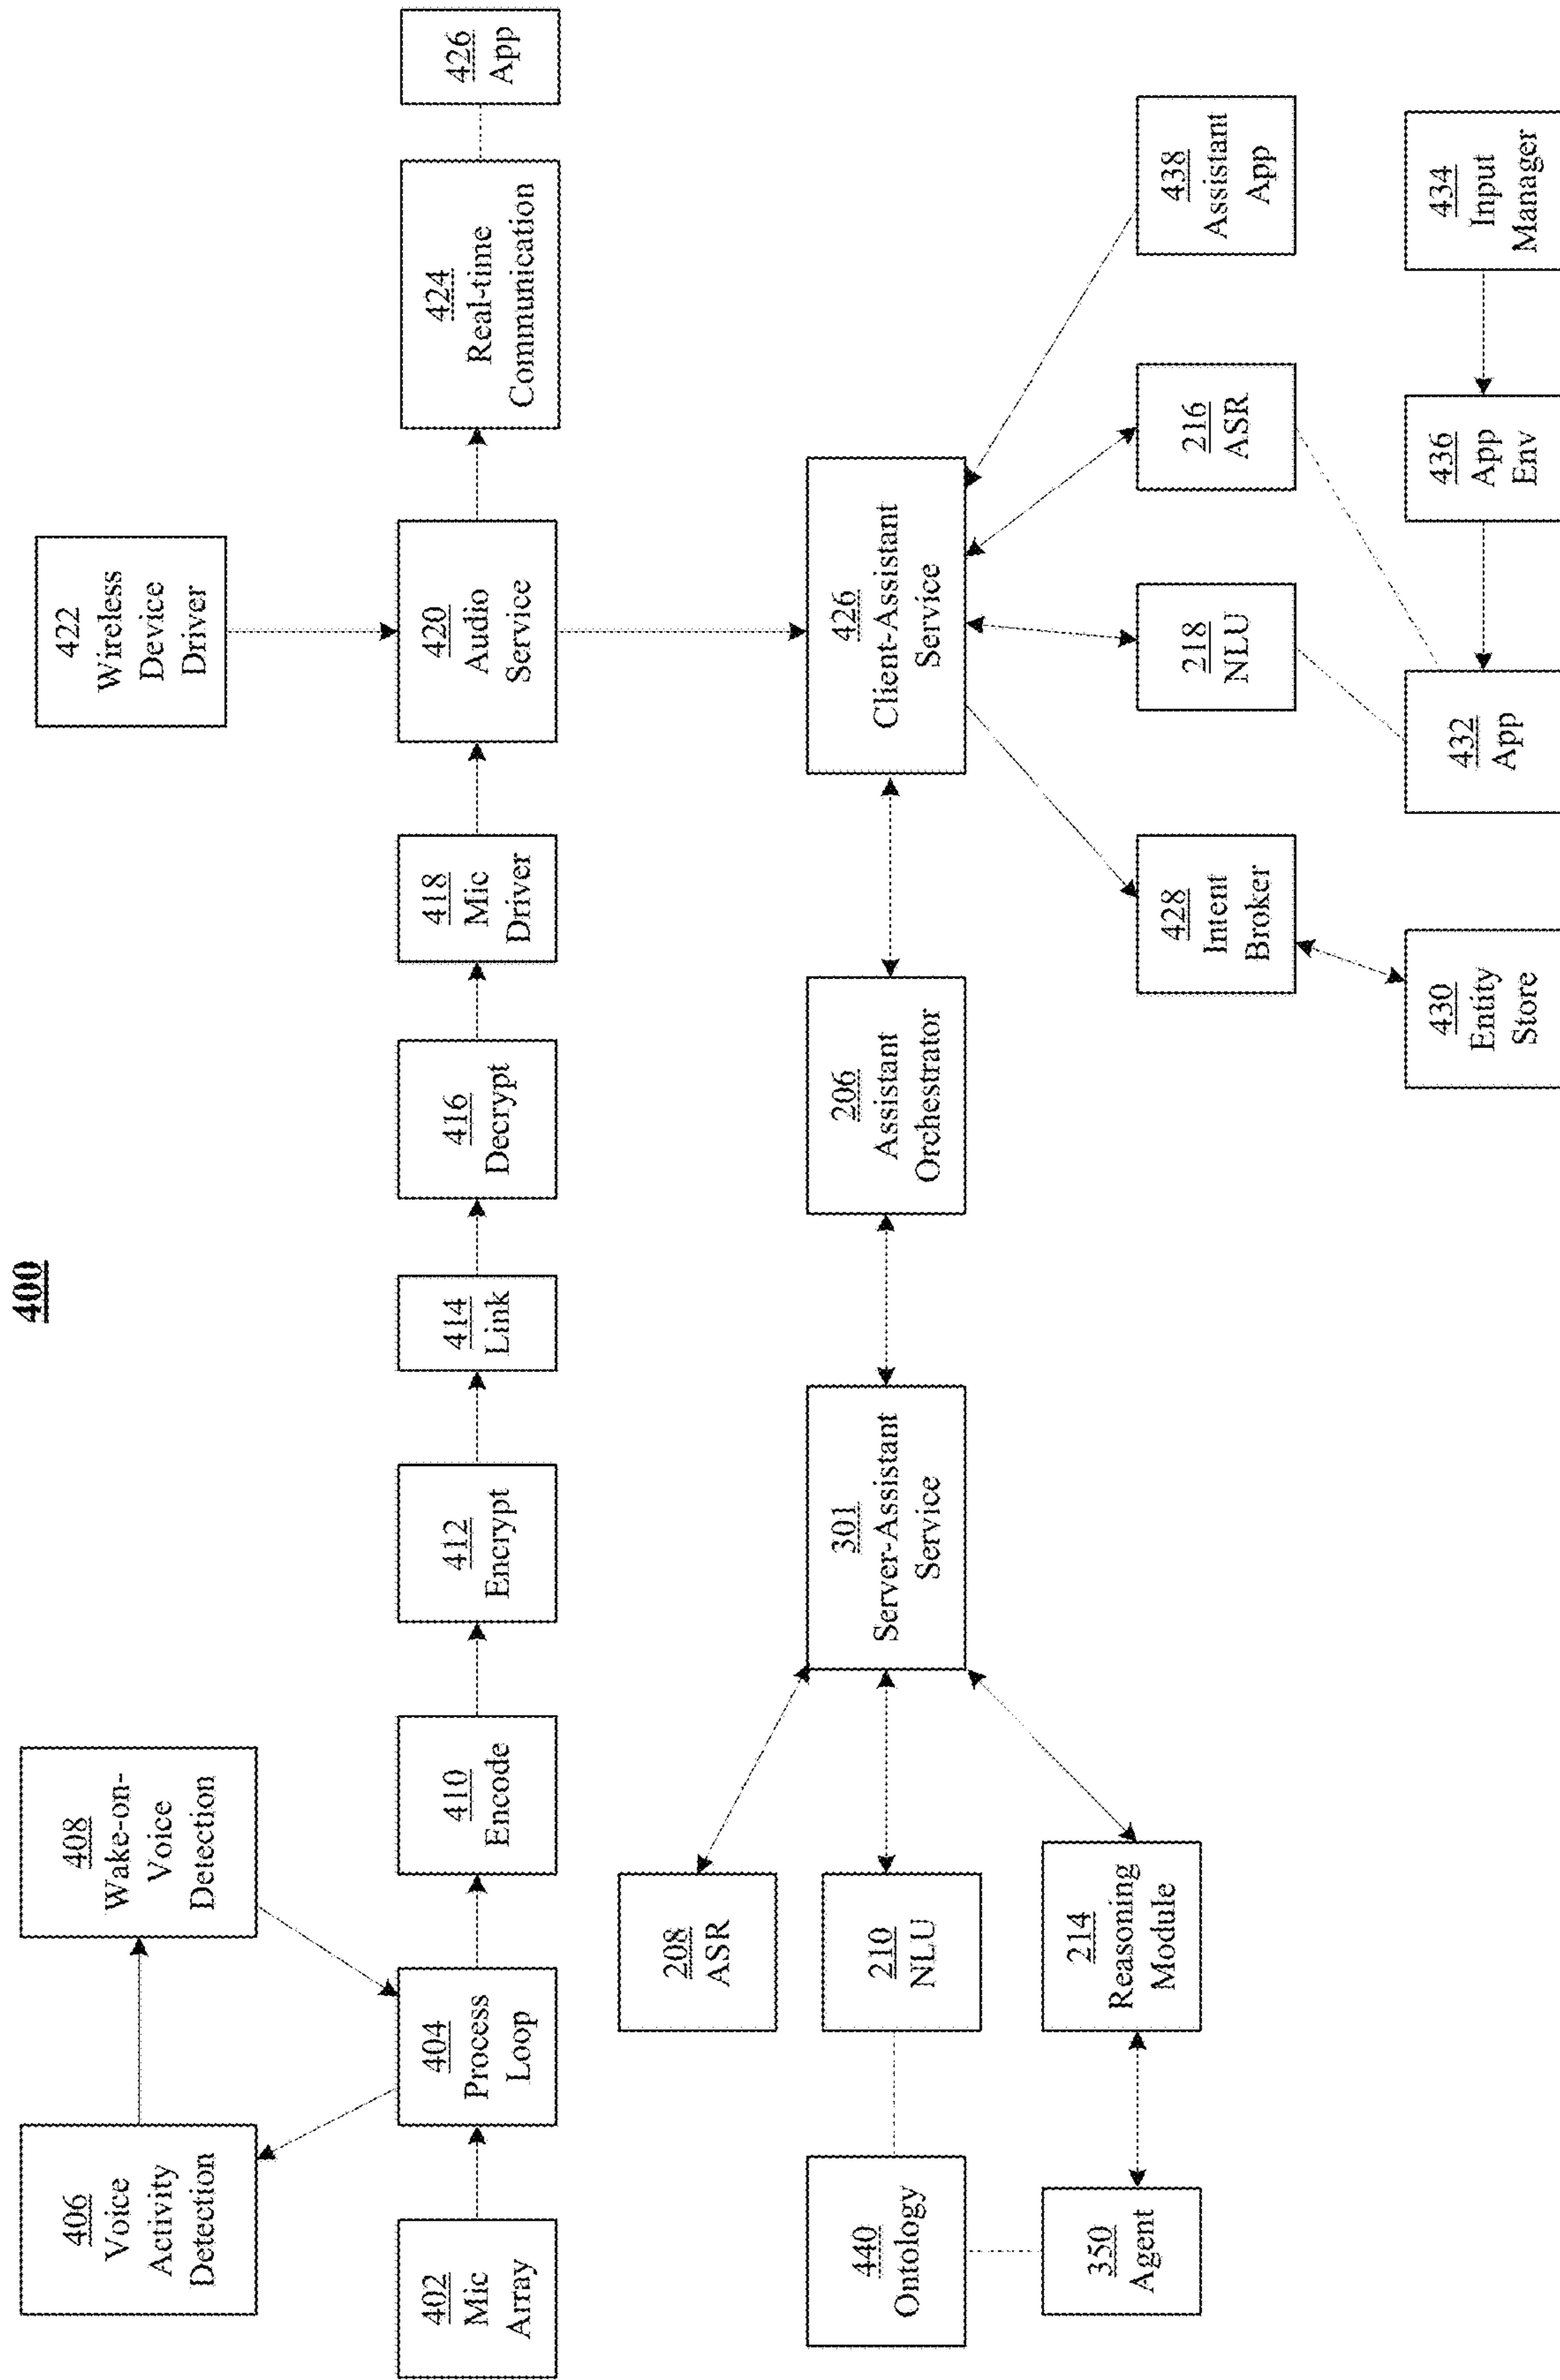 400
406
Voice
Activity
Detection
408
Wake-on-
Voice
Detection
422
Wireless
Device
Driver
402
Mic
Array
404
Process
Loop
410
Encode
412
Encrypt
414
Link
416
Decrypt
418
Mic
Driver
420
Audio
Service
424
Real-time
Communication
426
App
208
ASR
210
NLU
214
Reasoning
Module
440
Ontology
350
Agent
301
Server-Assistant
Service
206
Assistant
Orchestrator
426
Client-Assistant
Service
428
Intent
Broker
218
NLU
216
ASR
438
Assistant
App
430
Entity
Store
432
App
436
App
Env
434
Input
Manager